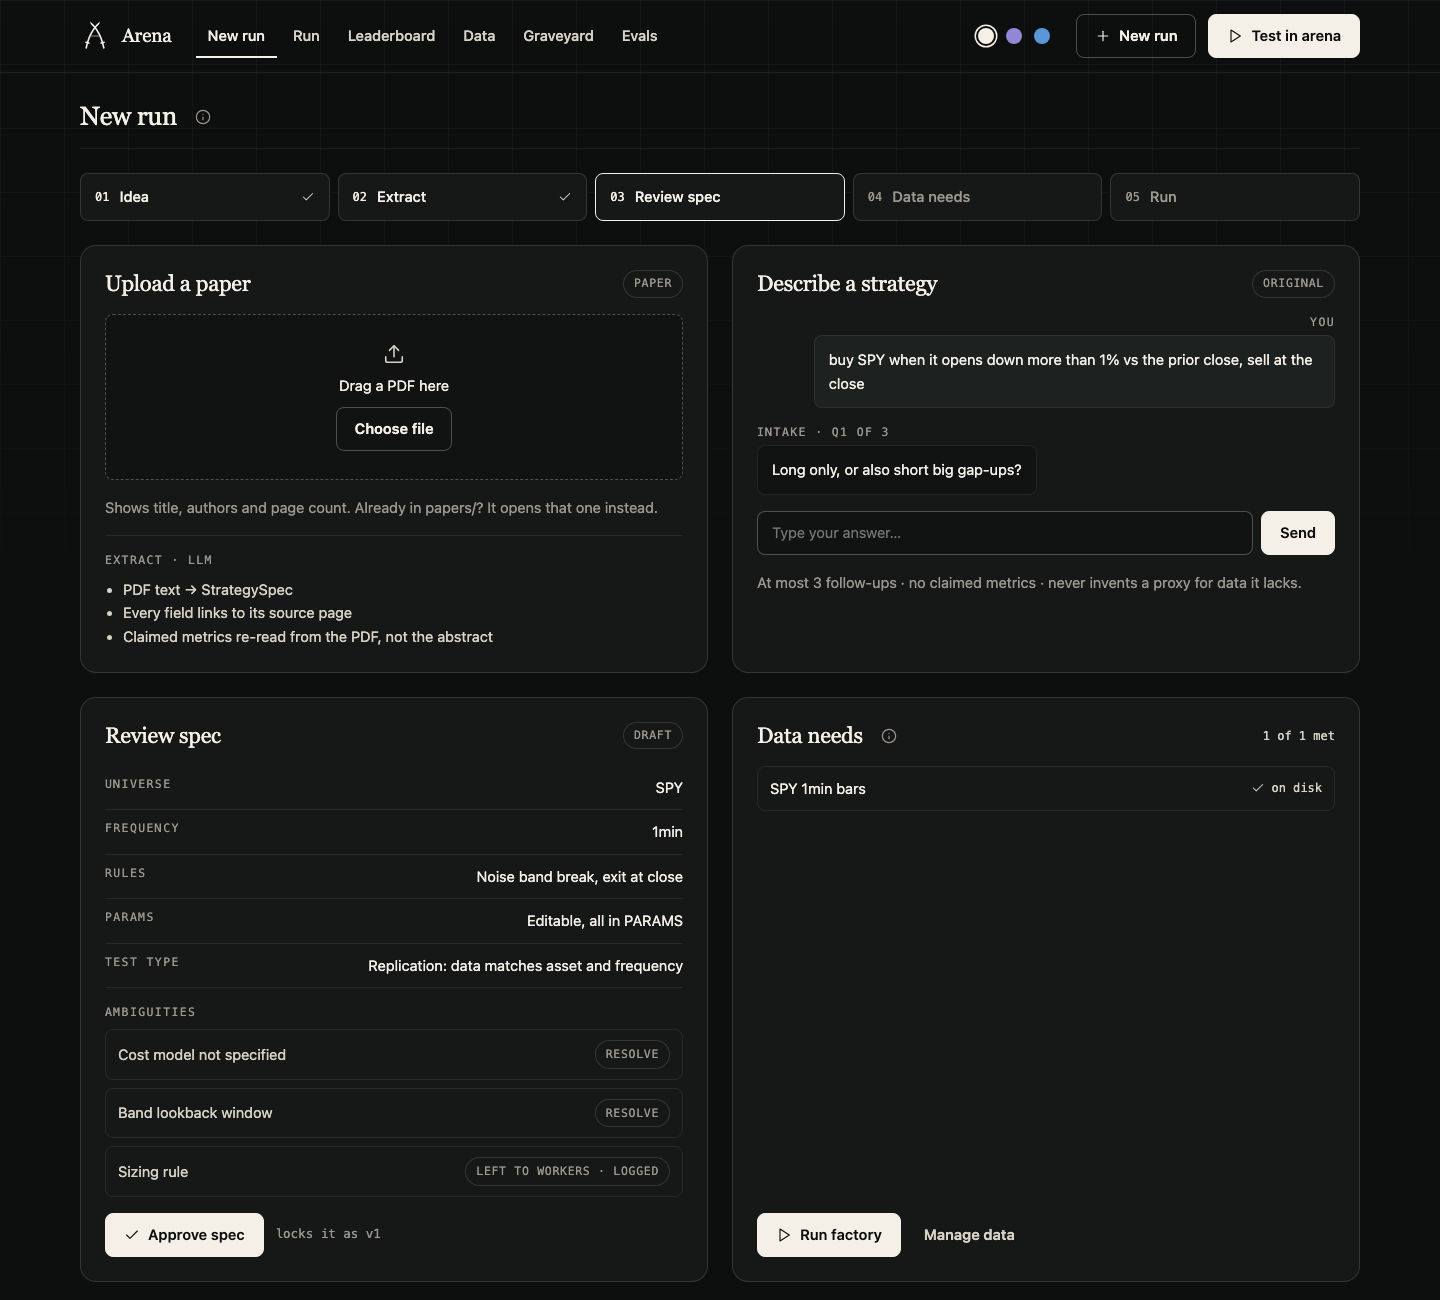 Arena
New run
Run
Leaderboard
Data
Graveyard
Evals
New run
Test in arena
New run
01 Idea
02 Extract
03 Review spec
04 Data needs
05 Run
Upload a paper
PAPER
Drag a PDF here
Choose file
Shows title, authors and page count. Already in papers/? It opens that one instead.
EXTRACT · LLM
• PDF text → StrategySpec
• Every field links to its source page
• Claimed metrics re-read from the PDF, not the abstract
Describe a strategy
ORIGINAL
YOU
buy SPY when it opens down more than 1% vs the prior close, sell at the
close
INTAKE · Q1 OF 3
Long only, or also short big gap-ups?
Type your answer...
Send
At most 3 follow-ups · no claimed metrics · never invents a proxy for data it lacks.
Review spec
DRAFT
UNIVERSE
SPY
FREQUENCY
1min
RULES
Noise band break, exit at close
PARAMS
Editable, all in PARAMS
TEST TYPE
Replication: data matches asset and frequency
AMBIGUITIES
Cost model not specified
RESOLVE
Band lookback window
RESOLVE
Sizing rule
LEFT TO WORKERS · LOGGED
Approve spec
locks it as v1
Data needs
1 of 1 met
SPY 1min bars
on disk
Run factory
Manage data